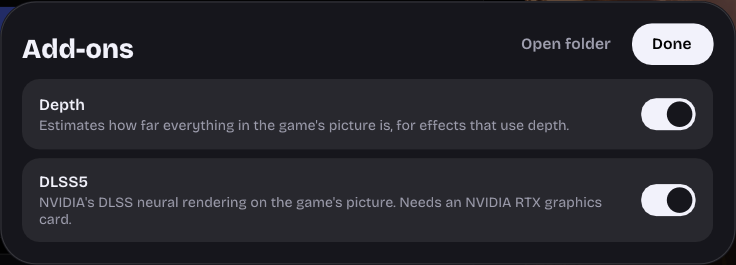 Add-ons
Open folder
Done
Depth
Estimates how far everything in the game's picture is, for effects that use depth.
DLSS5
NVIDIA's DLSS neural rendering on the game's picture. Needs an NVIDIA RTX graphics
card.